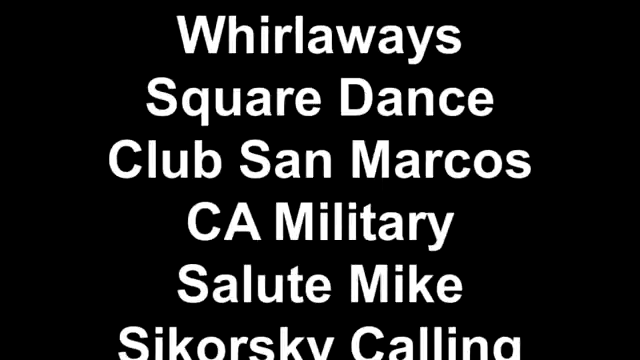 Whirlaways
Square Dance
Club San Marcos
CA Military
Salute Mike
Sikorsky Calling